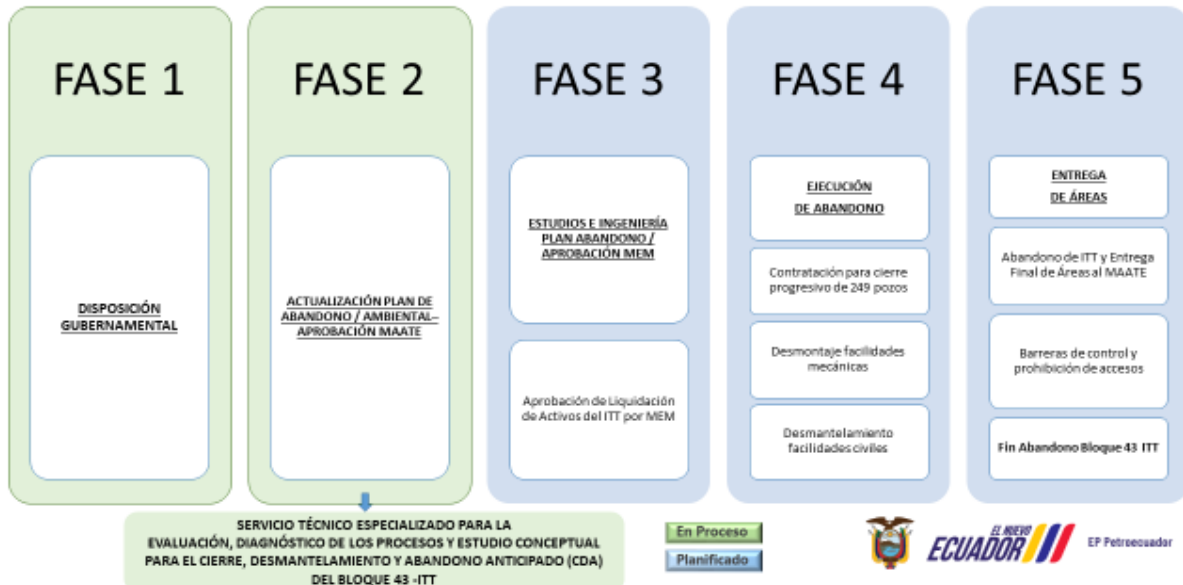 FASE 1
DISPOSICIÓN
GUBERNAMENTAL
FASE 2
ACTUALIZACIÓN PLAN DE
ABANDONO / AMBIENTAL–
APROBACIÓN MAATE
FASE 3
ESTUDIOS E INGENIERÍA
PLAN ABANDONO /
APROBACIÓN MEM
Aprobación de Liquidación
de Activos del ITT por MEM
FASE 4
EJECUCIÓN
DE ABANDONO
Contratación para cierre
progresivo de 249 pozos
Desmontaje facilidades
mecánicas
Desmantelamiento
facilidades civiles
FASE 5
ENTREGA
DE ÁREAS
Abandono de ITT y Entrega
Final de Áreas al MAATE
Barreras de control y
prohibición de accesos
Fin Abandono Bloque 43 ITT
SERVICIO TÉCNICO ESPECIALIZADO PARA LA
EVALUACIÓN, DIAGNÓSTICO DE LOS PROCESOS Y ESTUDIO CONCEPTUAL
PARA EL CIERRE, DESMANTELAMIENTO Y ABANDONO ANTICIPADO (CDA)
DEL BLOQUE 43 -ITT
En Proceso
Planificado
EL NUEVO
ECUADOR
EP Petroecuador